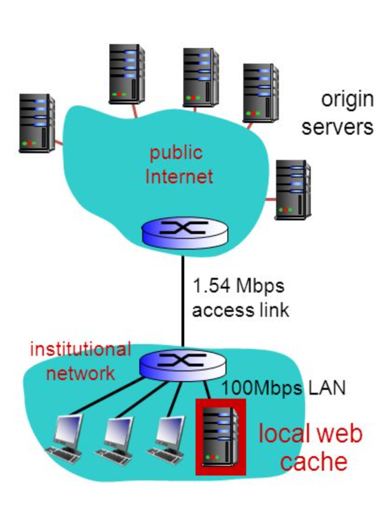 origin
servers
public
Internet
1.54 Mbps
access link
institutional
network
100Mbps LAN
local web
cache